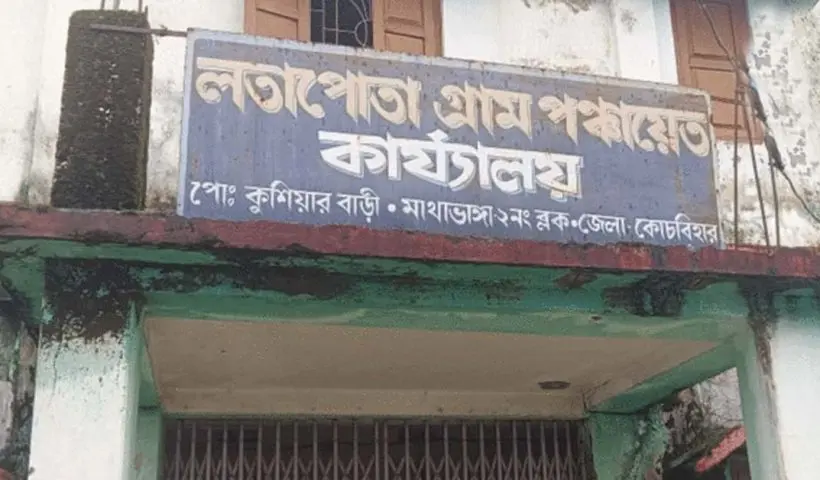 লতাপোতা গ্রাম পঞ্চায়েত
কার্য্যালয়
পোঃ কুশিয়ার বাড়ী • মাথাভাঙ্গা-২নং ব্লক • জেলা- কোচবিহার